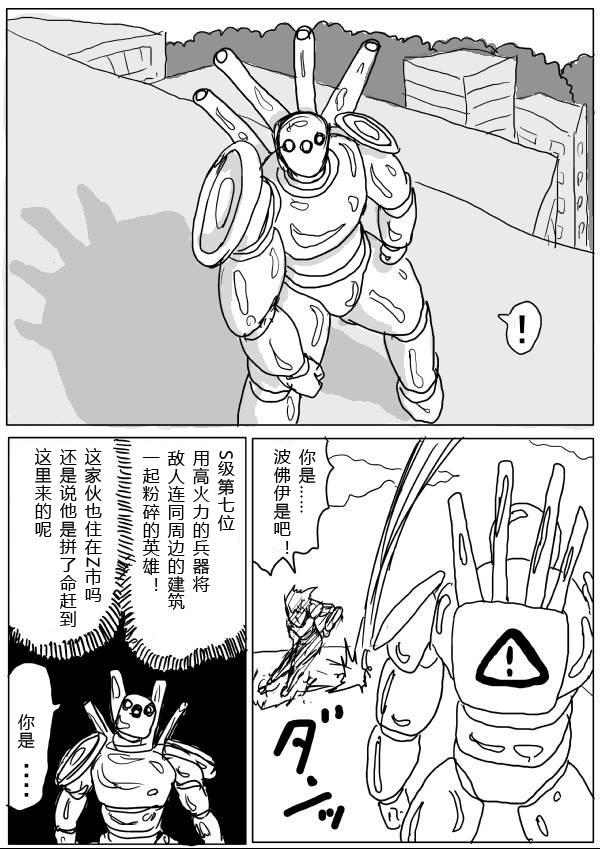 ！
你是……
波佛伊是吧！
ダンッ
S级第七位
用高火力的兵器将
敌人连同周边的建筑
一起粉碎的英雄！
这家伙也住在Z市吗
还是说他是拼了命赶到
这里来的呢
你是……